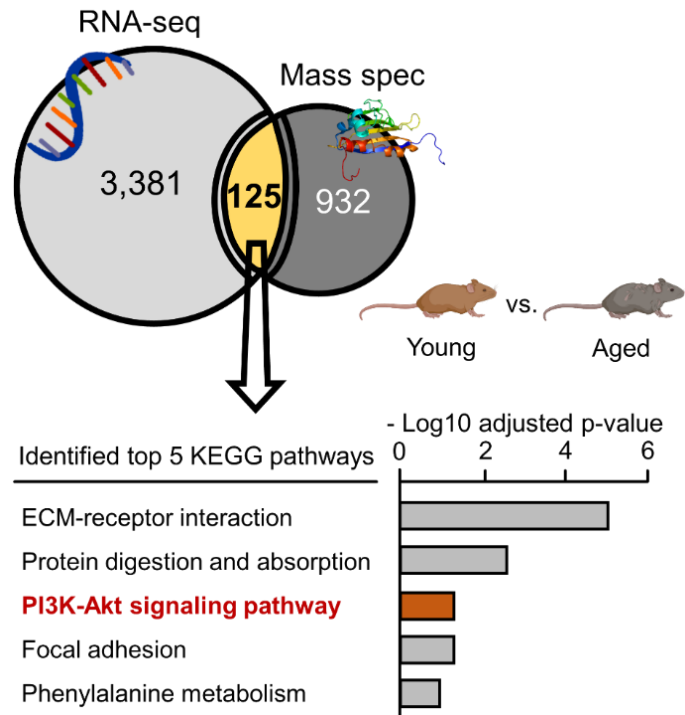 RNA-seq
Mass spec
3,381
125
932
Young
vs.
Aged
- Log10 adjusted p-value
Identified top 5 KEGG pathways
0 2 4 6
ECM-receptor interaction
Protein digestion and absorption
PI3K-Akt signaling pathway
Focal adhesion
Phenylalanine metabolism